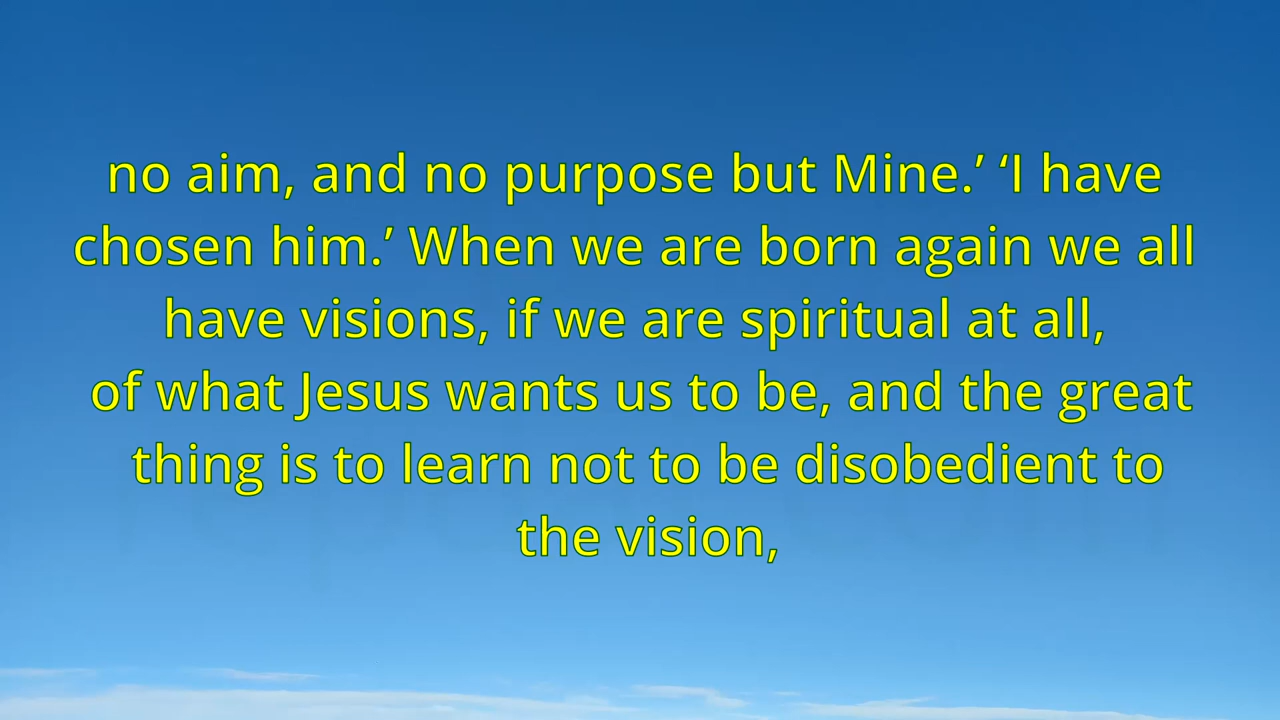 no aim, and no purpose but Mine.’ ‘I have
chosen him.’ When we are born again we all
have visions, if we are spiritual at all,
of what Jesus wants us to be, and the great
thing is to learn not to be disobedient to
the vision,